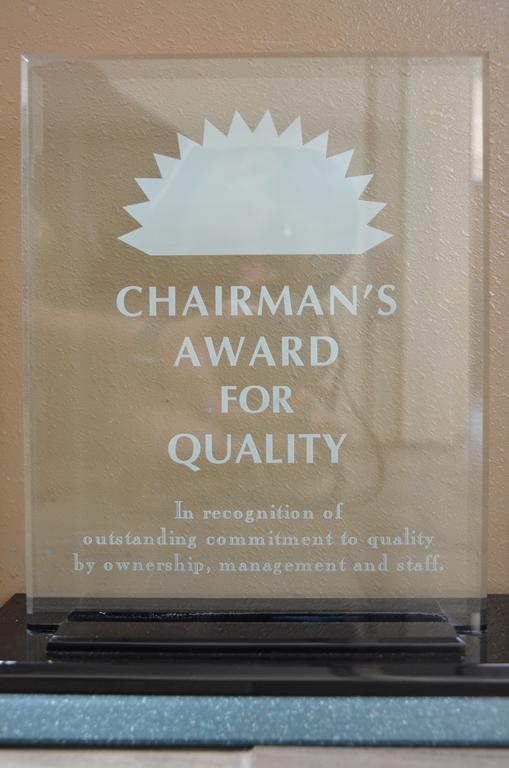 CHAIRMAN'S
AWARD
FOR
QUALITY
In recognition of
outstanding commitment to quality
by ownership, management and staff.